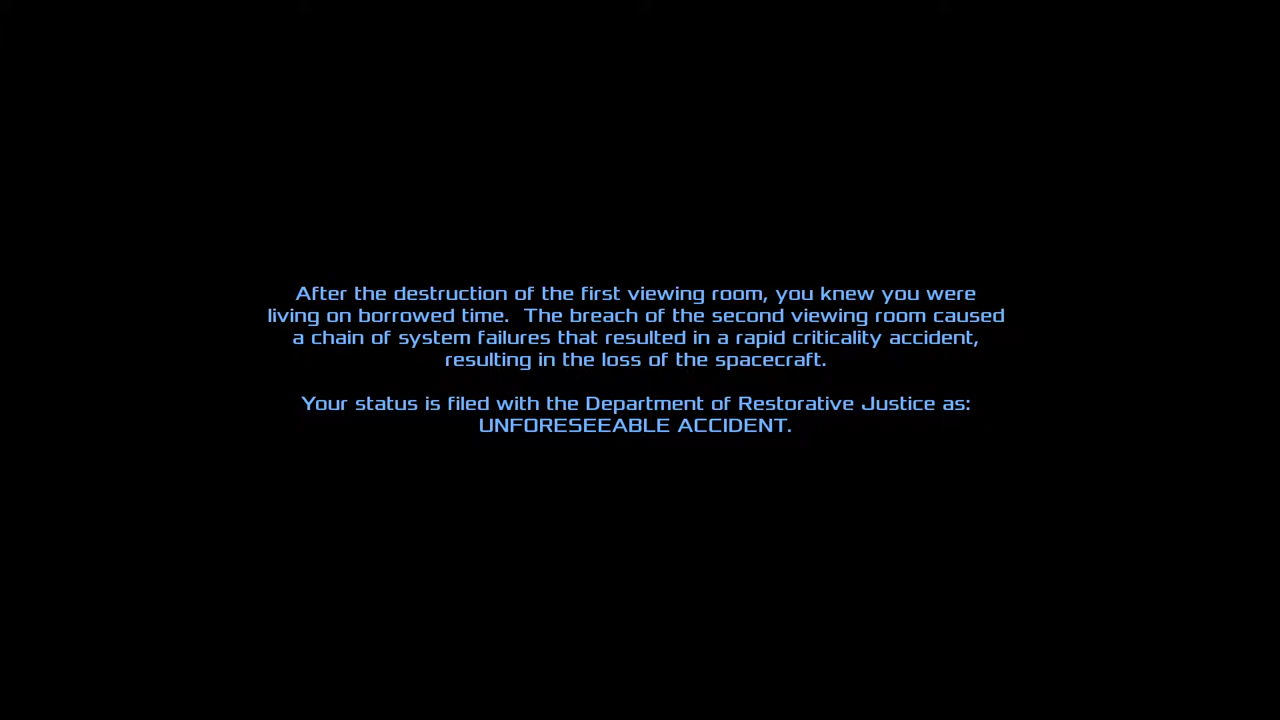 After the destruction of the first viewing room, you knew you were
living on borrowed time.  The breach of the second viewing room caused
a chain of system failures that resulted in a rapid criticality accident,
resulting in the loss of the spacecraft.
Your status is filed with the Department of Restorative Justice as:
UNFORESEEABLE ACCIDENT.